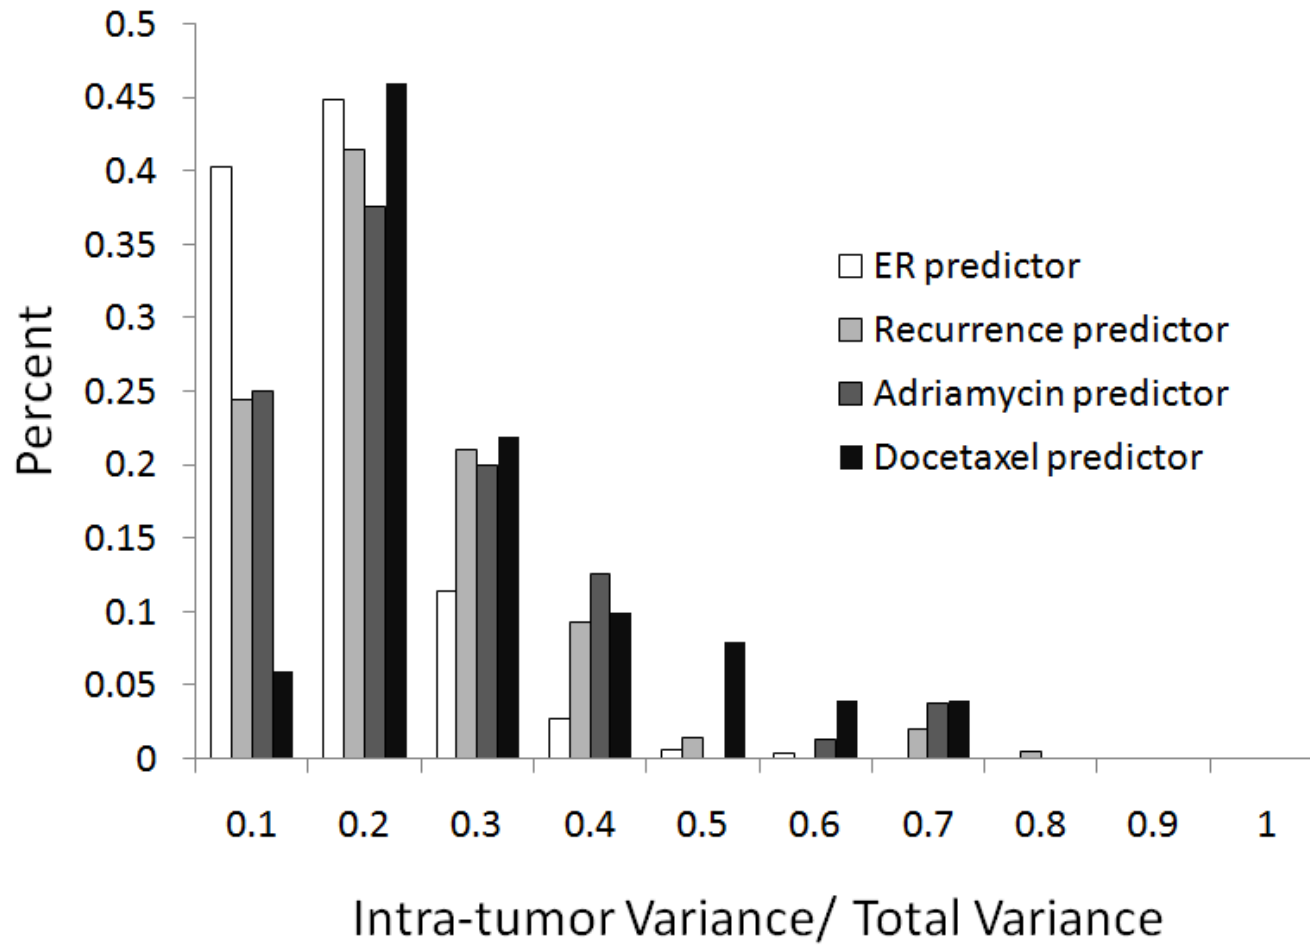 0.5
0.45
0.4
0.35
0.3
0.25
0.2
0.15
0.1
0.05
0
Percent
ER predictor
Recurrence predictor
Adriamycin predictor
Docetaxel predictor
0.1 0.2 0.3 0.4 0.5 0.6 0.7 0.8 0.9 1
Intra-tumor Variance/ Total Variance